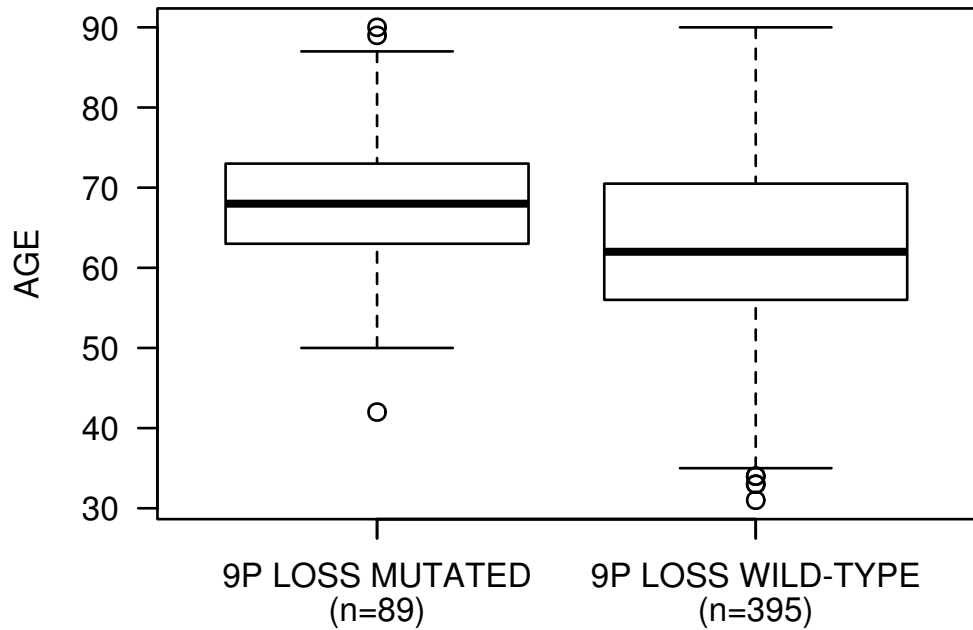 AGE
90
80
70
60
50
40
30
9P LOSS MUTATED
(n=89)
9P LOSS WILD-TYPE
(n=395)